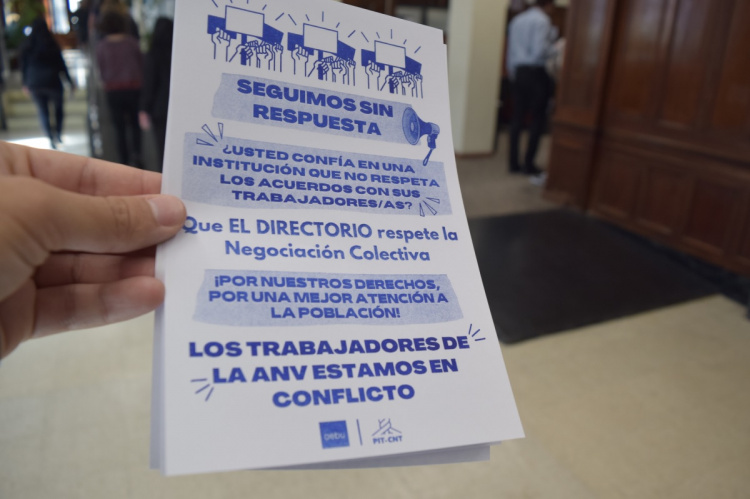 SEGUIMOS SIN
RESPUESTA
¿USTED CONFÍA EN UNA
INSTITUCIÓN QUE NO RESPETA
LOS ACUERDOS CON SUS
TRABAJADORES/AS?
Que EL DIRECTORIO respete la
Negociación Colectiva
¡POR NUESTROS DERECHOS,
POR UNA MEJOR ATENCIÓN A
LA POBLACIÓN!
LOS TRABAJADORES DE
LA ANV ESTAMOS EN
CONFLICTO
aebu
PIT-CNT